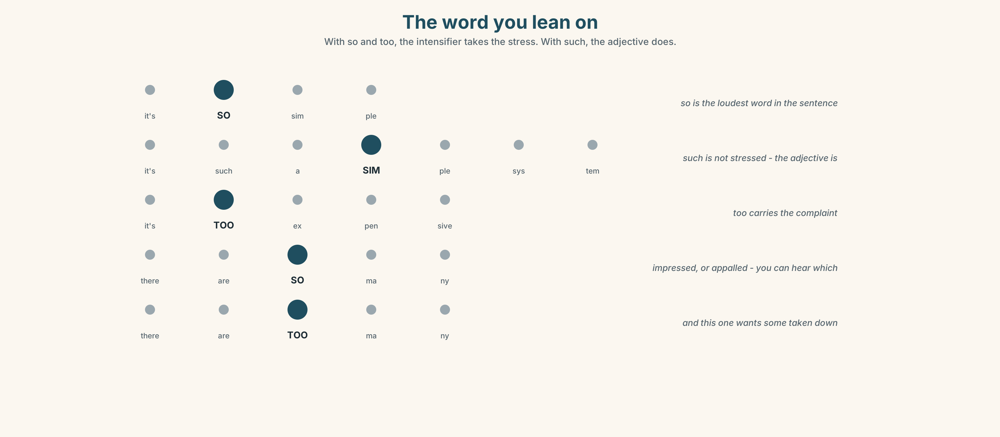 The word you lean on
With so and too, the intensifier takes the stress. With such, the adjective does.
so is the loudest word in the sentence
it's SO sim ple
such is not stressed - the adjective is
it's such a SIM ple sys tem
too carries the complaint
it's TOO ex pen sive
impressed, or appalled - you can hear which
there are SO ma ny
and this one wants some taken down
there are TOO ma ny